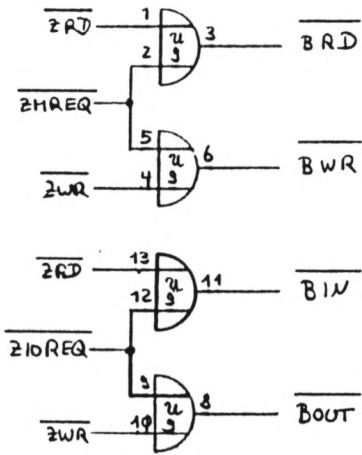 ZRD 1 3 BRD
2 U 9
ZMREQ
5 6 BWR
ZWR 4 U 9
ZRD 13 11 BIN
12 U 9
ZIOREQ
9 8 BOUT
ZWR 10 U 9